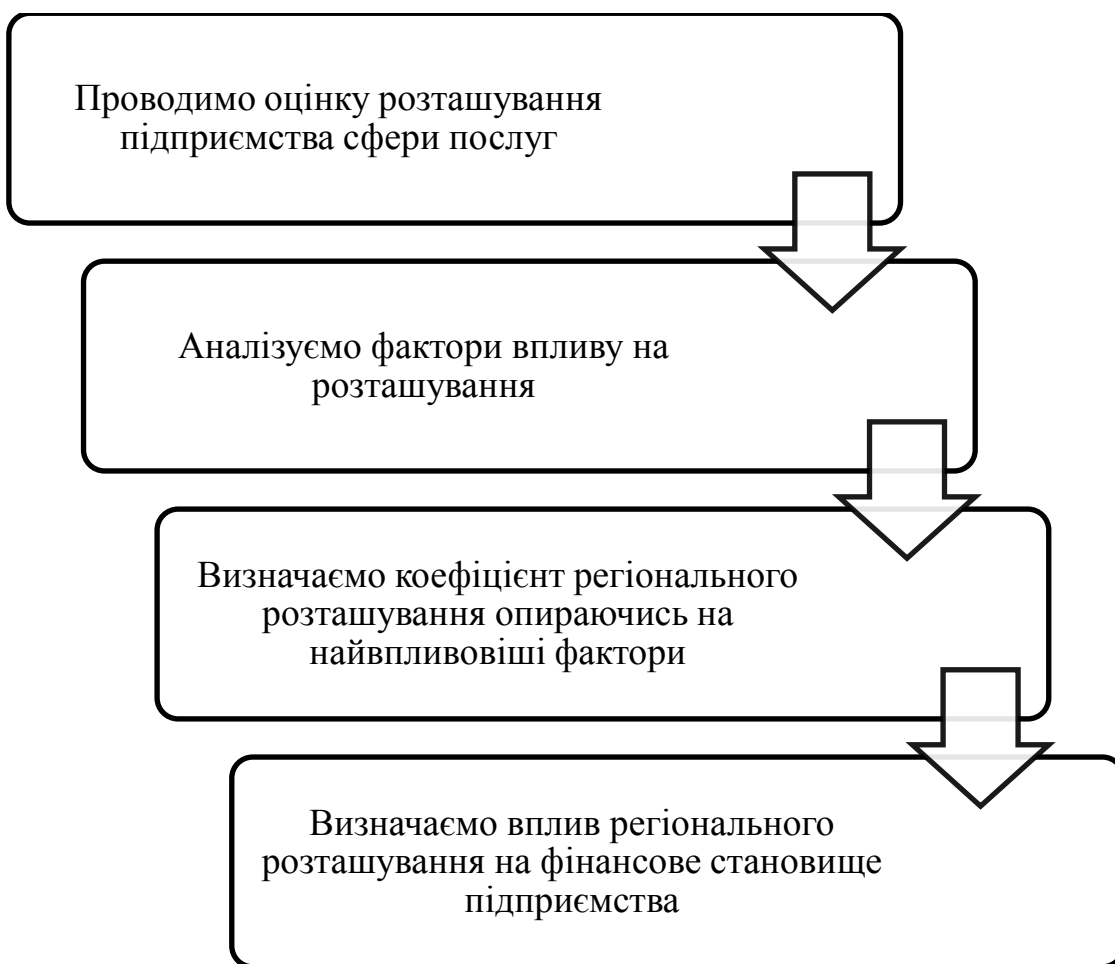 Проводимо оцінку розташування
підприємства сфери послуг
Аналізуємо фактори впливу на
розташування
Визначаємо коефіцієнт регіонального
розташування опираючись на
найвпливовіші фактори
Визначаємо вплив регіонального
розташування на фінансове становище
підприємства